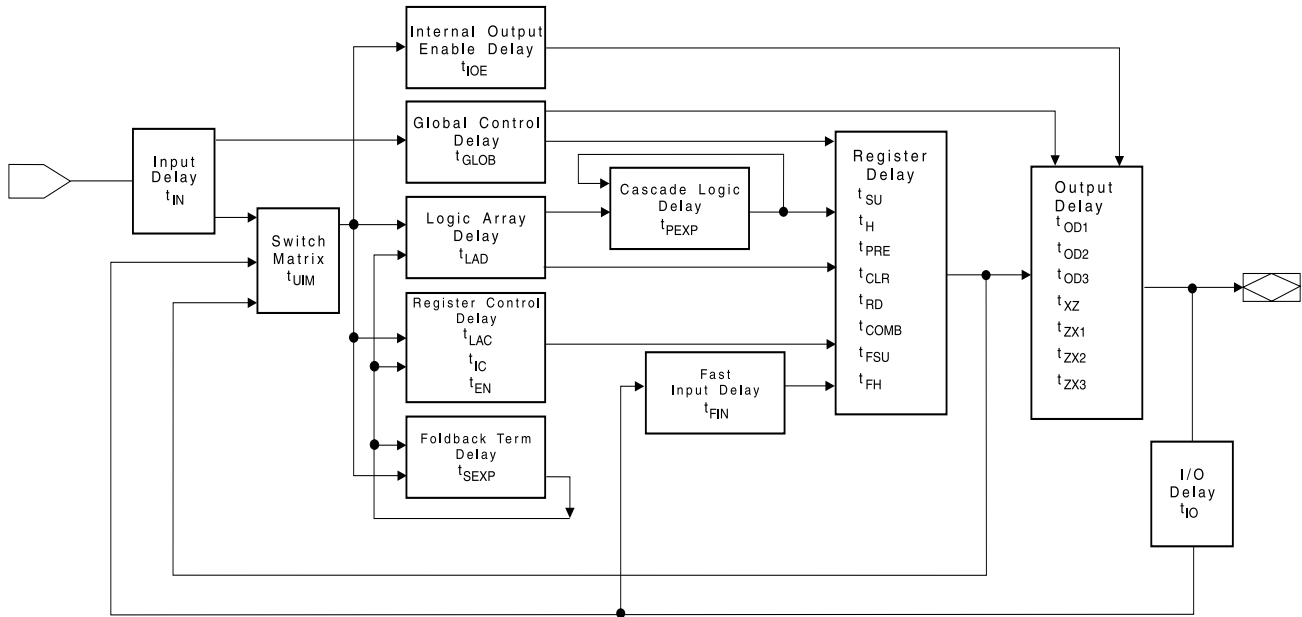 Internal Output
Enable Delay
tIOE
Global Control
Delay
tGLOB
Input
Delay
tIN
Switch
Matrix
tUIM
Logic Array
Delay
tLAD
Cascade Logic
Delay
tPEXP
Register Control
Delay
tLAC
tIC
tEN
Foldback Term
Delay
tSEXP
Fast
Input Delay
tFIN
Register
Delay
tSU
tH
tPRE
tCLR
tRD
tCOMB
tFSU
tFH
Output
Delay
tOD1
tOD2
tOD3
tXZ
tZX1
tZX2
tZX3
I/O
Delay
tIO